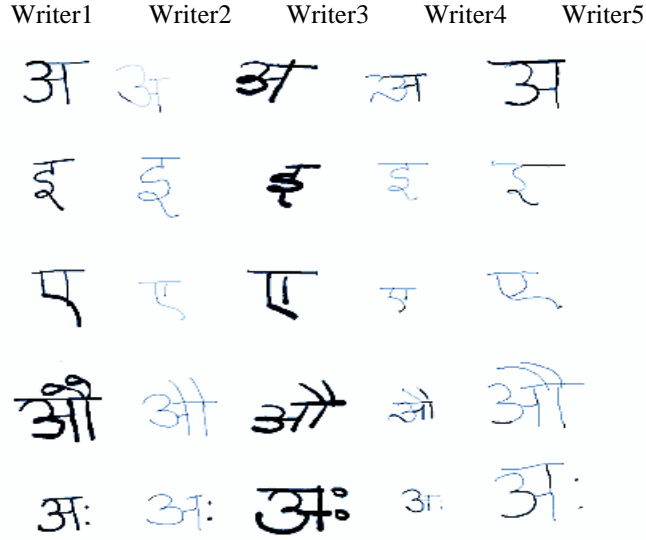 Writer1 Writer2 Writer3 Writer4 Writer5
अ अ अ अ अ
इ इ इ इ इ
ए ए ए ए ए
औ औ औ औ औ
अः अः अः अः अः